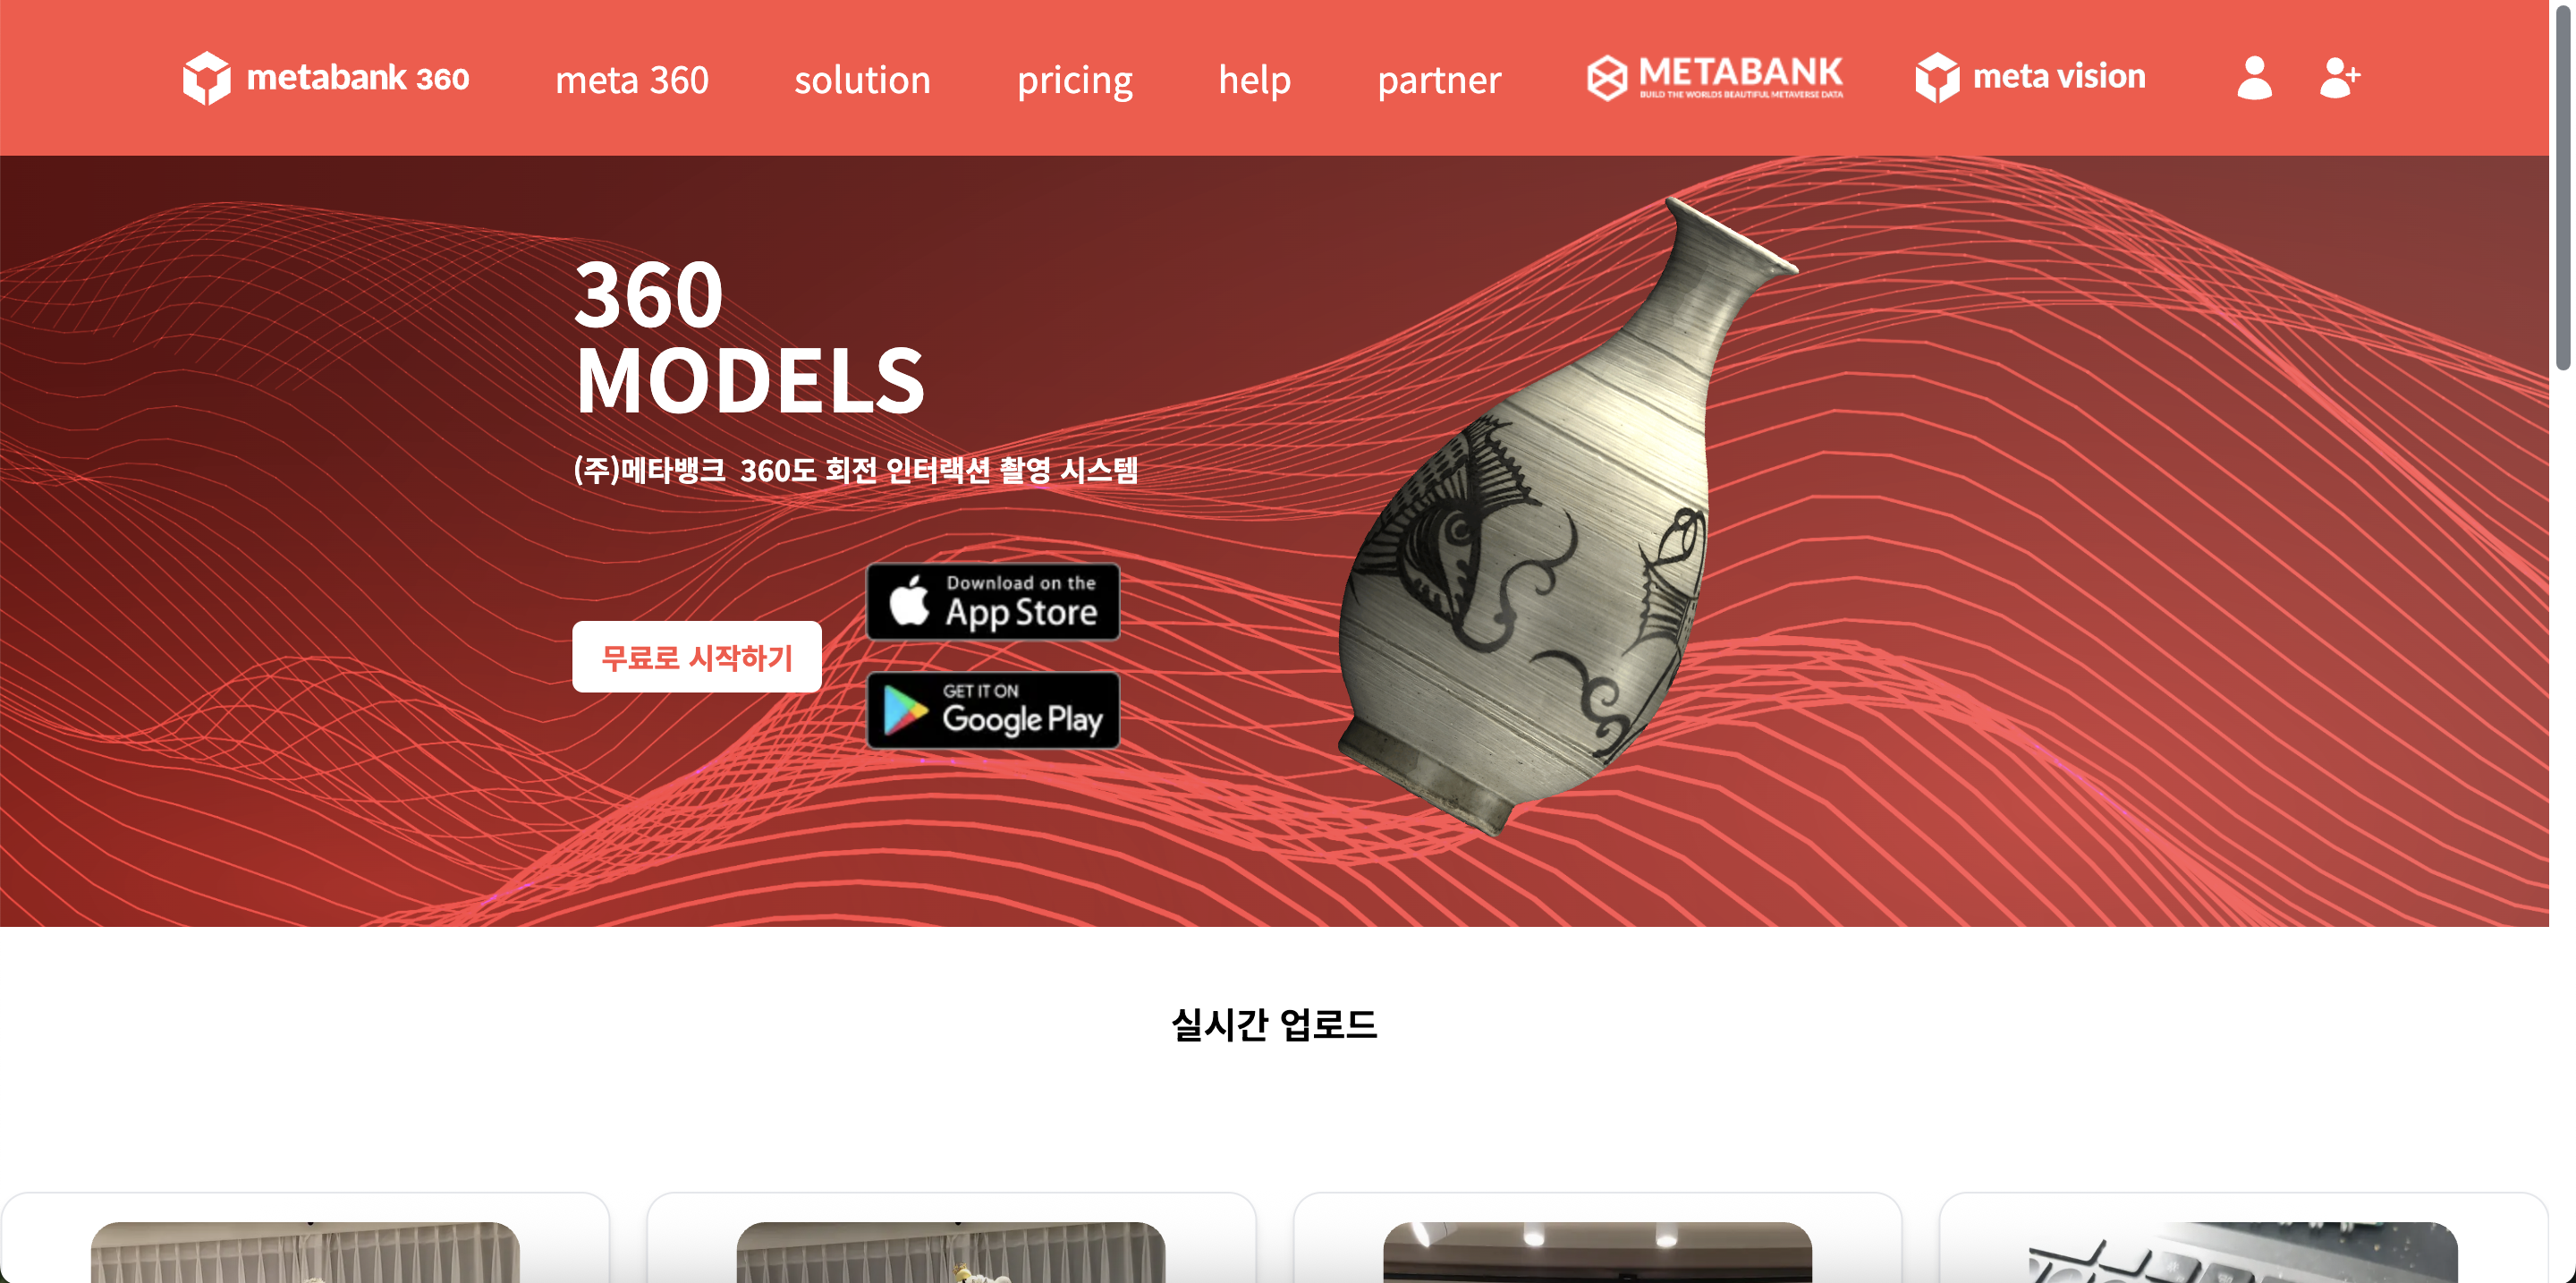 metabank 360
meta 360
solution
pricing
help
partner
METABANK
BUILD THE WORLDS BEAUTIFUL METAVERSE DATA
meta vision
360
MODELS
(주)메타뱅크 360도 회전 인터랙션 촬영 시스템
무료로 시작하기
Download on the
App Store
GET IT ON
Google Play
실시간 업로드